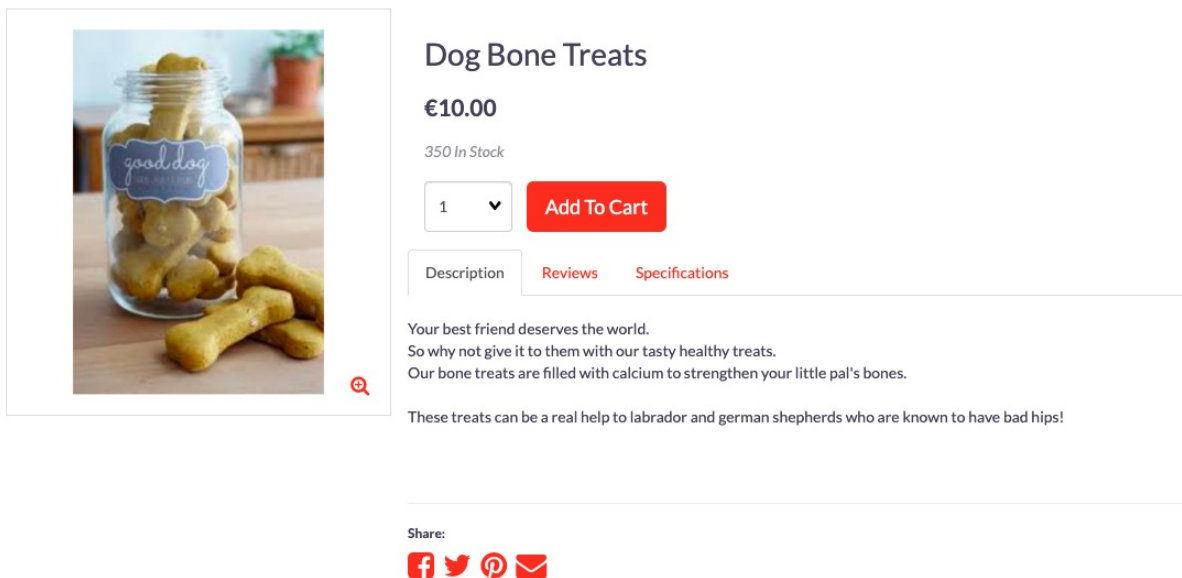 Dog Bone Treats
€10.00
350 In Stock
1
Add To Cart
good dog
Description
Reviews
Specifications
Your best friend deserves the world.
So why not give it to them with our tasty healthy treats.
Our bone treats are filled with calcium to strengthen your little pal's bones.
These treats can be a real help to labrador and german shepherds who are known to have bad hips!
Share: